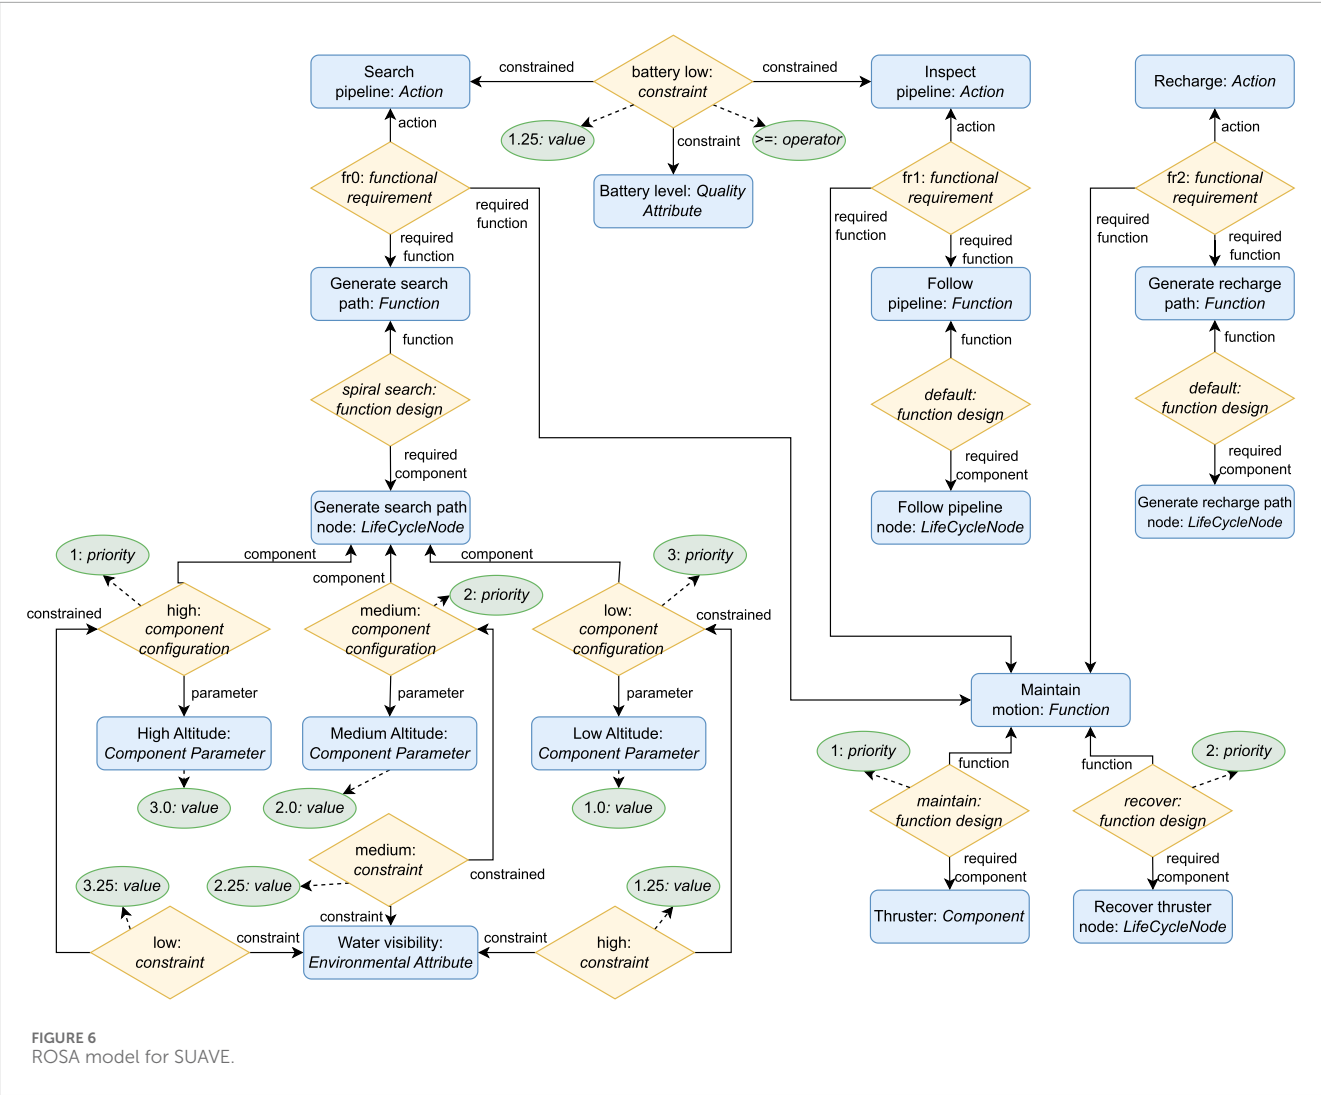 Search
pipeline: Action
constrained
battery low:
constraint
constrained
Inspect
pipeline: Action
Recharge: Action
action
1.25: value
constraint
>=: operator
action
action
fr0: functional
requirement
required
function
Battery level: Quality
Attribute
fr1: functional
requirement
required
function
fr2: functional
requirement
required
function
required
function
required
function
required
function
Generate search
path: Function
Follow
pipeline: Function
Generate recharge
path: Function
function
function
function
spiral search:
function design
default:
function design
default:
function design
required
component
required
component
required
component
Generate search path
node: LifeCycleNode
Follow pipeline
node: LifeCycleNode
Generate recharge path
node: LifeCycleNode
1: priority
component
component
component
3: priority
2: priority
constrained
high:
component
configuration
medium:
component
configuration
low:
component
configuration
constrained
parameter
parameter
parameter
Maintain
motion: Function
High Altitude:
Component Parameter
Medium Altitude:
Component Parameter
Low Altitude:
Component Parameter
1: priority
function
function
2: priority
3.0: value
2.0: value
1.0: value
maintain:
function design
recover:
function design
medium:
constraint
constrained
required
component
required
component
3.25: value
2.25: value
1.25: value
constraint
Thruster: Component
Recover thruster
node: LifeCycleNode
low:
constraint
constraint
Water visibility:
Environmental Attribute
constraint
high:
constraint
FIGURE 6
ROSA model for SUAVE.